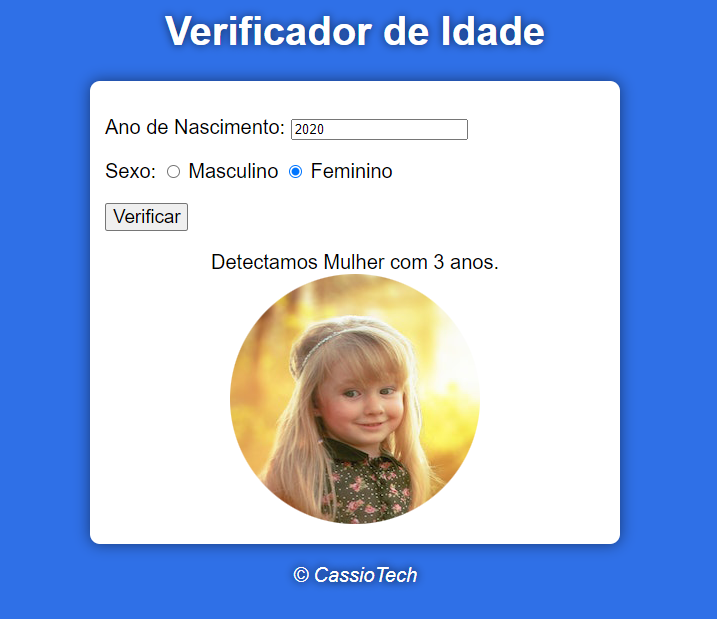 Verificador de Idade
Ano de Nascimento: 2020
Sexo: Masculino Feminino
Verificar
Detectamos Mulher com 3 anos.
© CassioTech